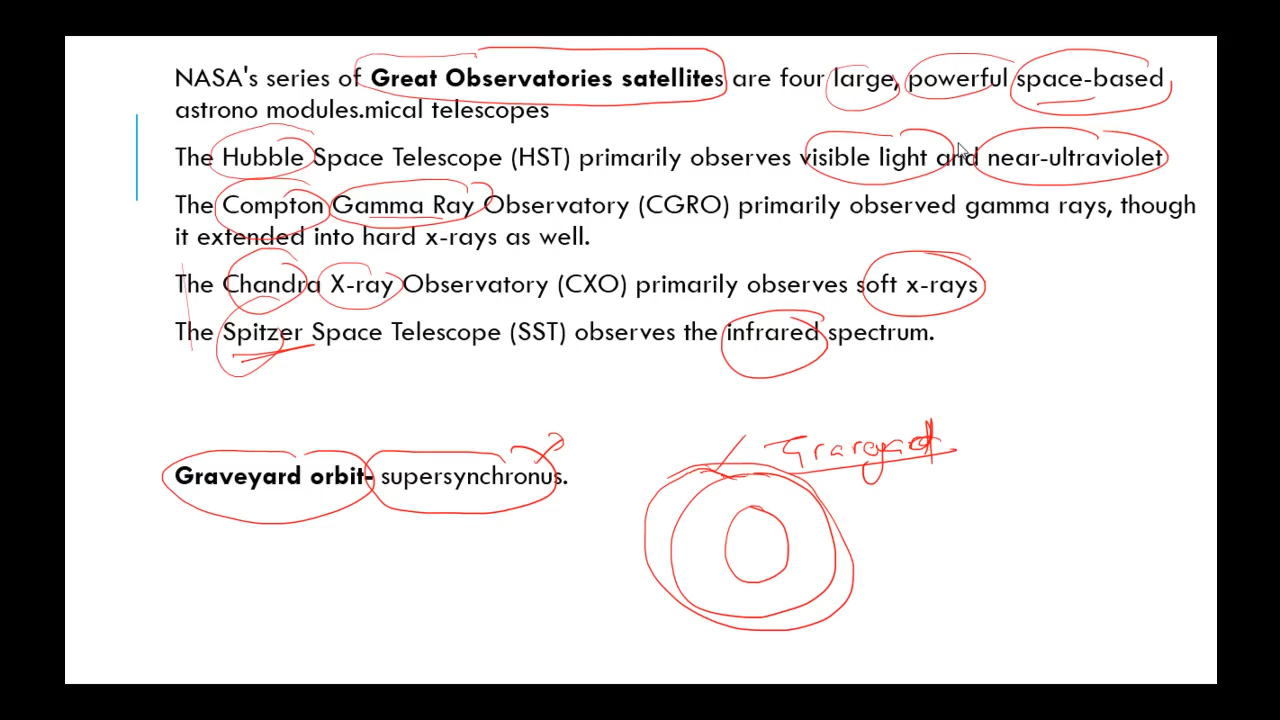 NASA's series of Great Observatories satellites are four large, powerful space-based
astrono modules.mical telescopes
The Hubble Space Telescope (HST) primarily observes visible light and near-ultraviolet
The Compton Gamma Ray Observatory (CGRO) primarily observed gamma rays, though
it extended into hard x-rays as well.
The Chandra X-ray Observatory (CXO) primarily observes soft x-rays
The Spitzer Space Telescope (SST) observes the infrared spectrum.
Graveyard
Graveyard orbit- supersynchronus.